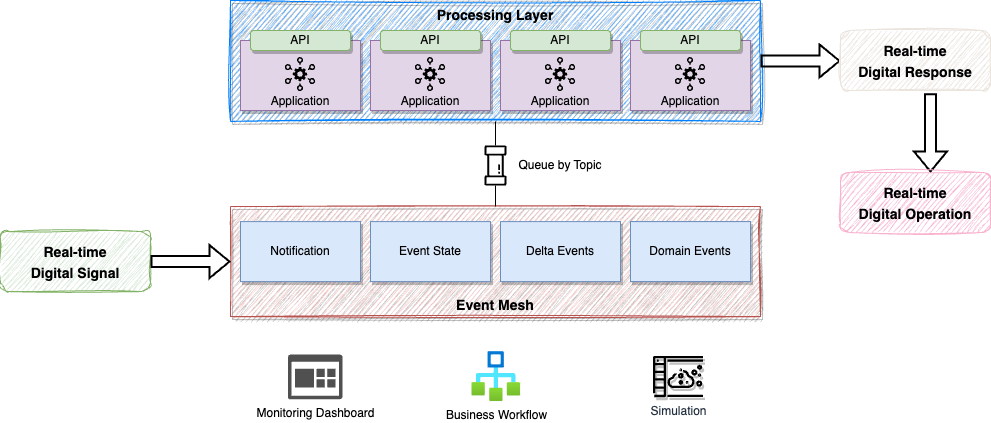 Processing Layer
API
API
API
API
Application
Application
Application
Application
Real-time
Digital Response
Queue by Topic
Real-time
Digital Operation
Real-time
Digital Signal
Notification
Event State
Delta Events
Domain Events
Event Mesh
Monitoring Dashboard
Business Workflow
Simulation